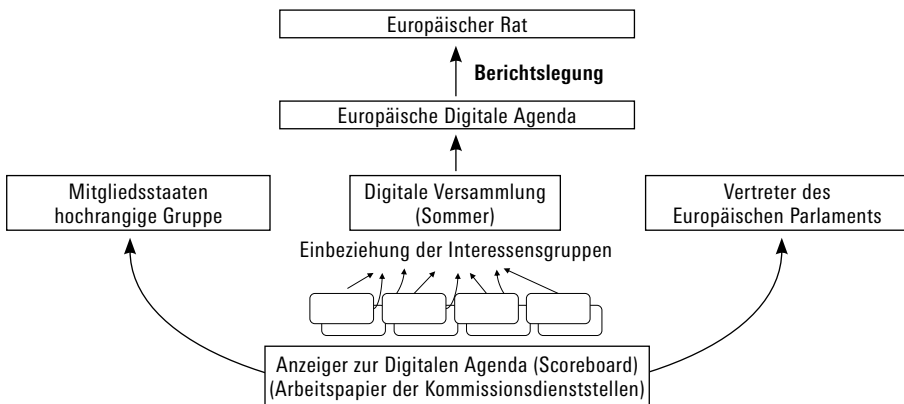 Europäischer Rat
Berichtslegung
Europäische Digitale Agenda
Mitgliedsstaaten
hochrangige Gruppe
Digitale Versammlung
(Sommer)
Vertreter des
Europäischen Parlaments
Einbeziehung der Interessensgruppen
Anzeiger zur Digitalen Agenda (Scoreboard)
(Arbeitspapier der Kommissionsdienststellen)